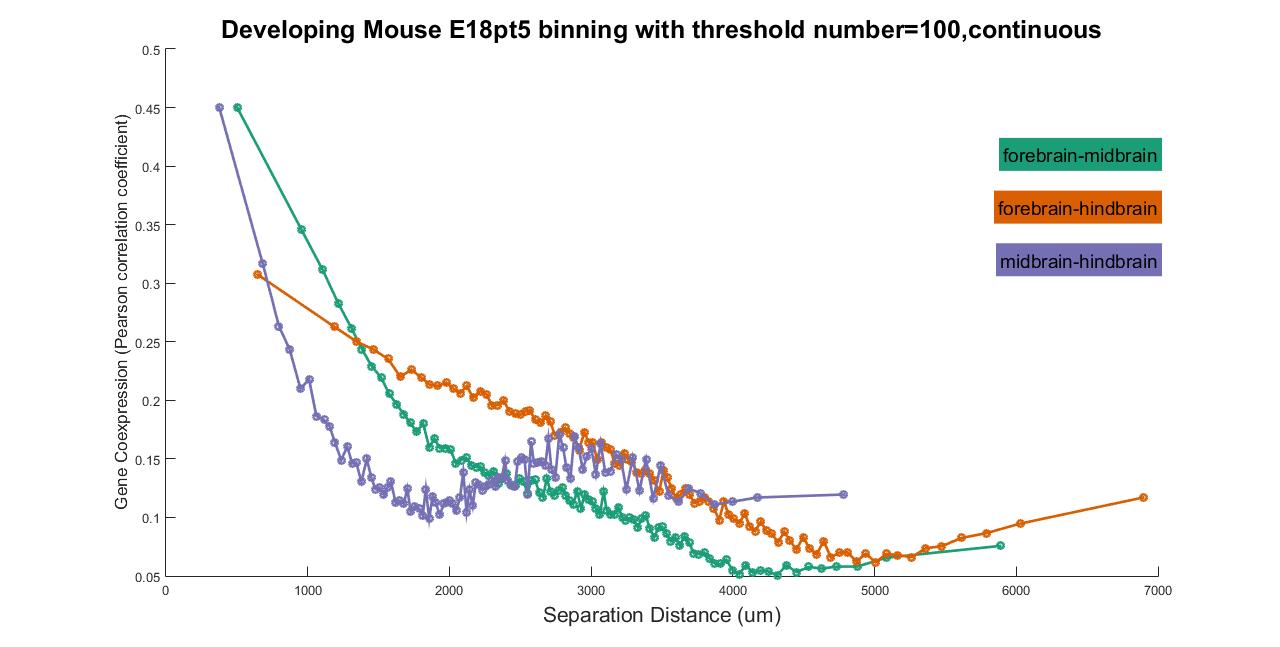 Developing Mouse E18pt5 binning with threshold number=100,continuous
Gene Coexpression (Pearson correlation coefficient)
0.5
0.45
0.4
0.35
0.3
0.25
0.2
0.15
0.1
0.05
forebrain-midbrain
forebrain-hindbrain
midbrain-hindbrain
0 1000 2000 3000 4000 5000 6000 7000
Separation Distance (um)